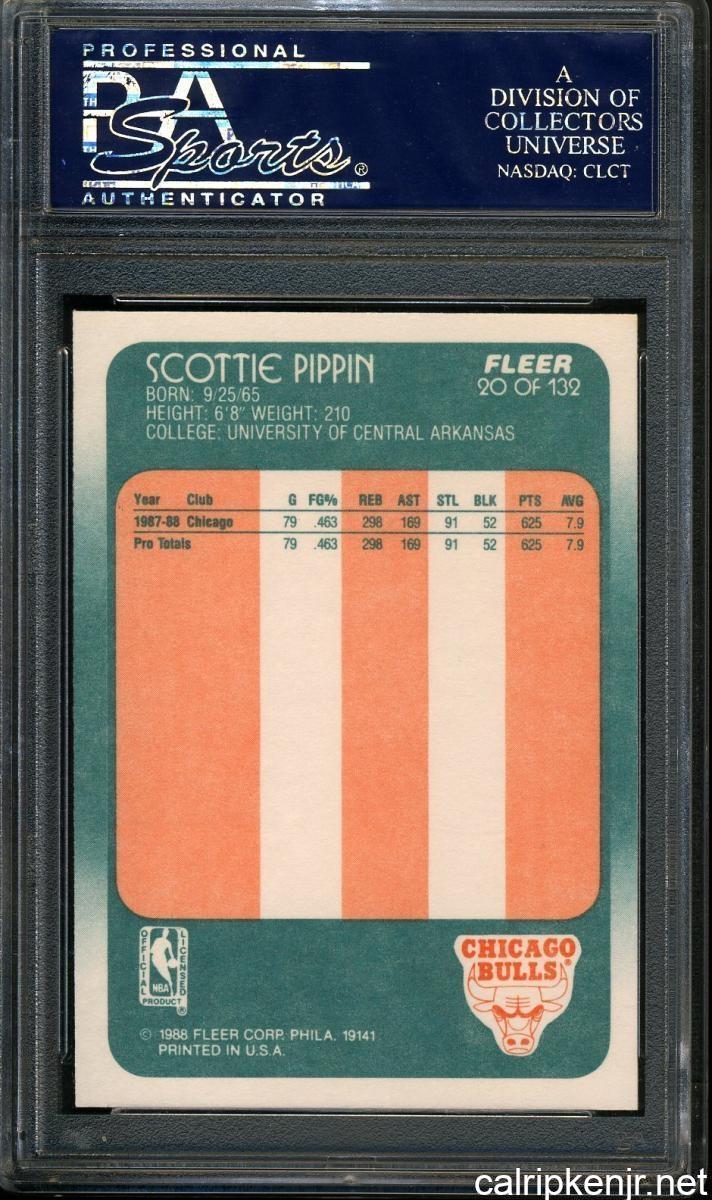 PROFESSIONAL
PSA
Sports®
AUTHENTICATOR
A
DIVISION OF
COLLECTORS
UNIVERSE
NASDAQ: CLCT
SCOTTIE PIPPIN
BORN: 9/25/65
HEIGHT: 6'8" WEIGHT: 210
COLLEGE: UNIVERSITY OF CENTRAL ARKANSAS
FLEER
20 OF 132
Year Club G FG% REB AST STL BLK PTS AVG
1987-88 Chicago 79 .463 298 169 91 52 625 7.9
Pro Totals 79 .463 298 169 91 52 625 7.9
OFFICIAL
LICENSED
NBA
PRODUCT
®
CHICAGO
BULLS®
© 1988 FLEER CORP. PHILA. 19141
PRINTED IN U.S.A.
calripkenjr.net